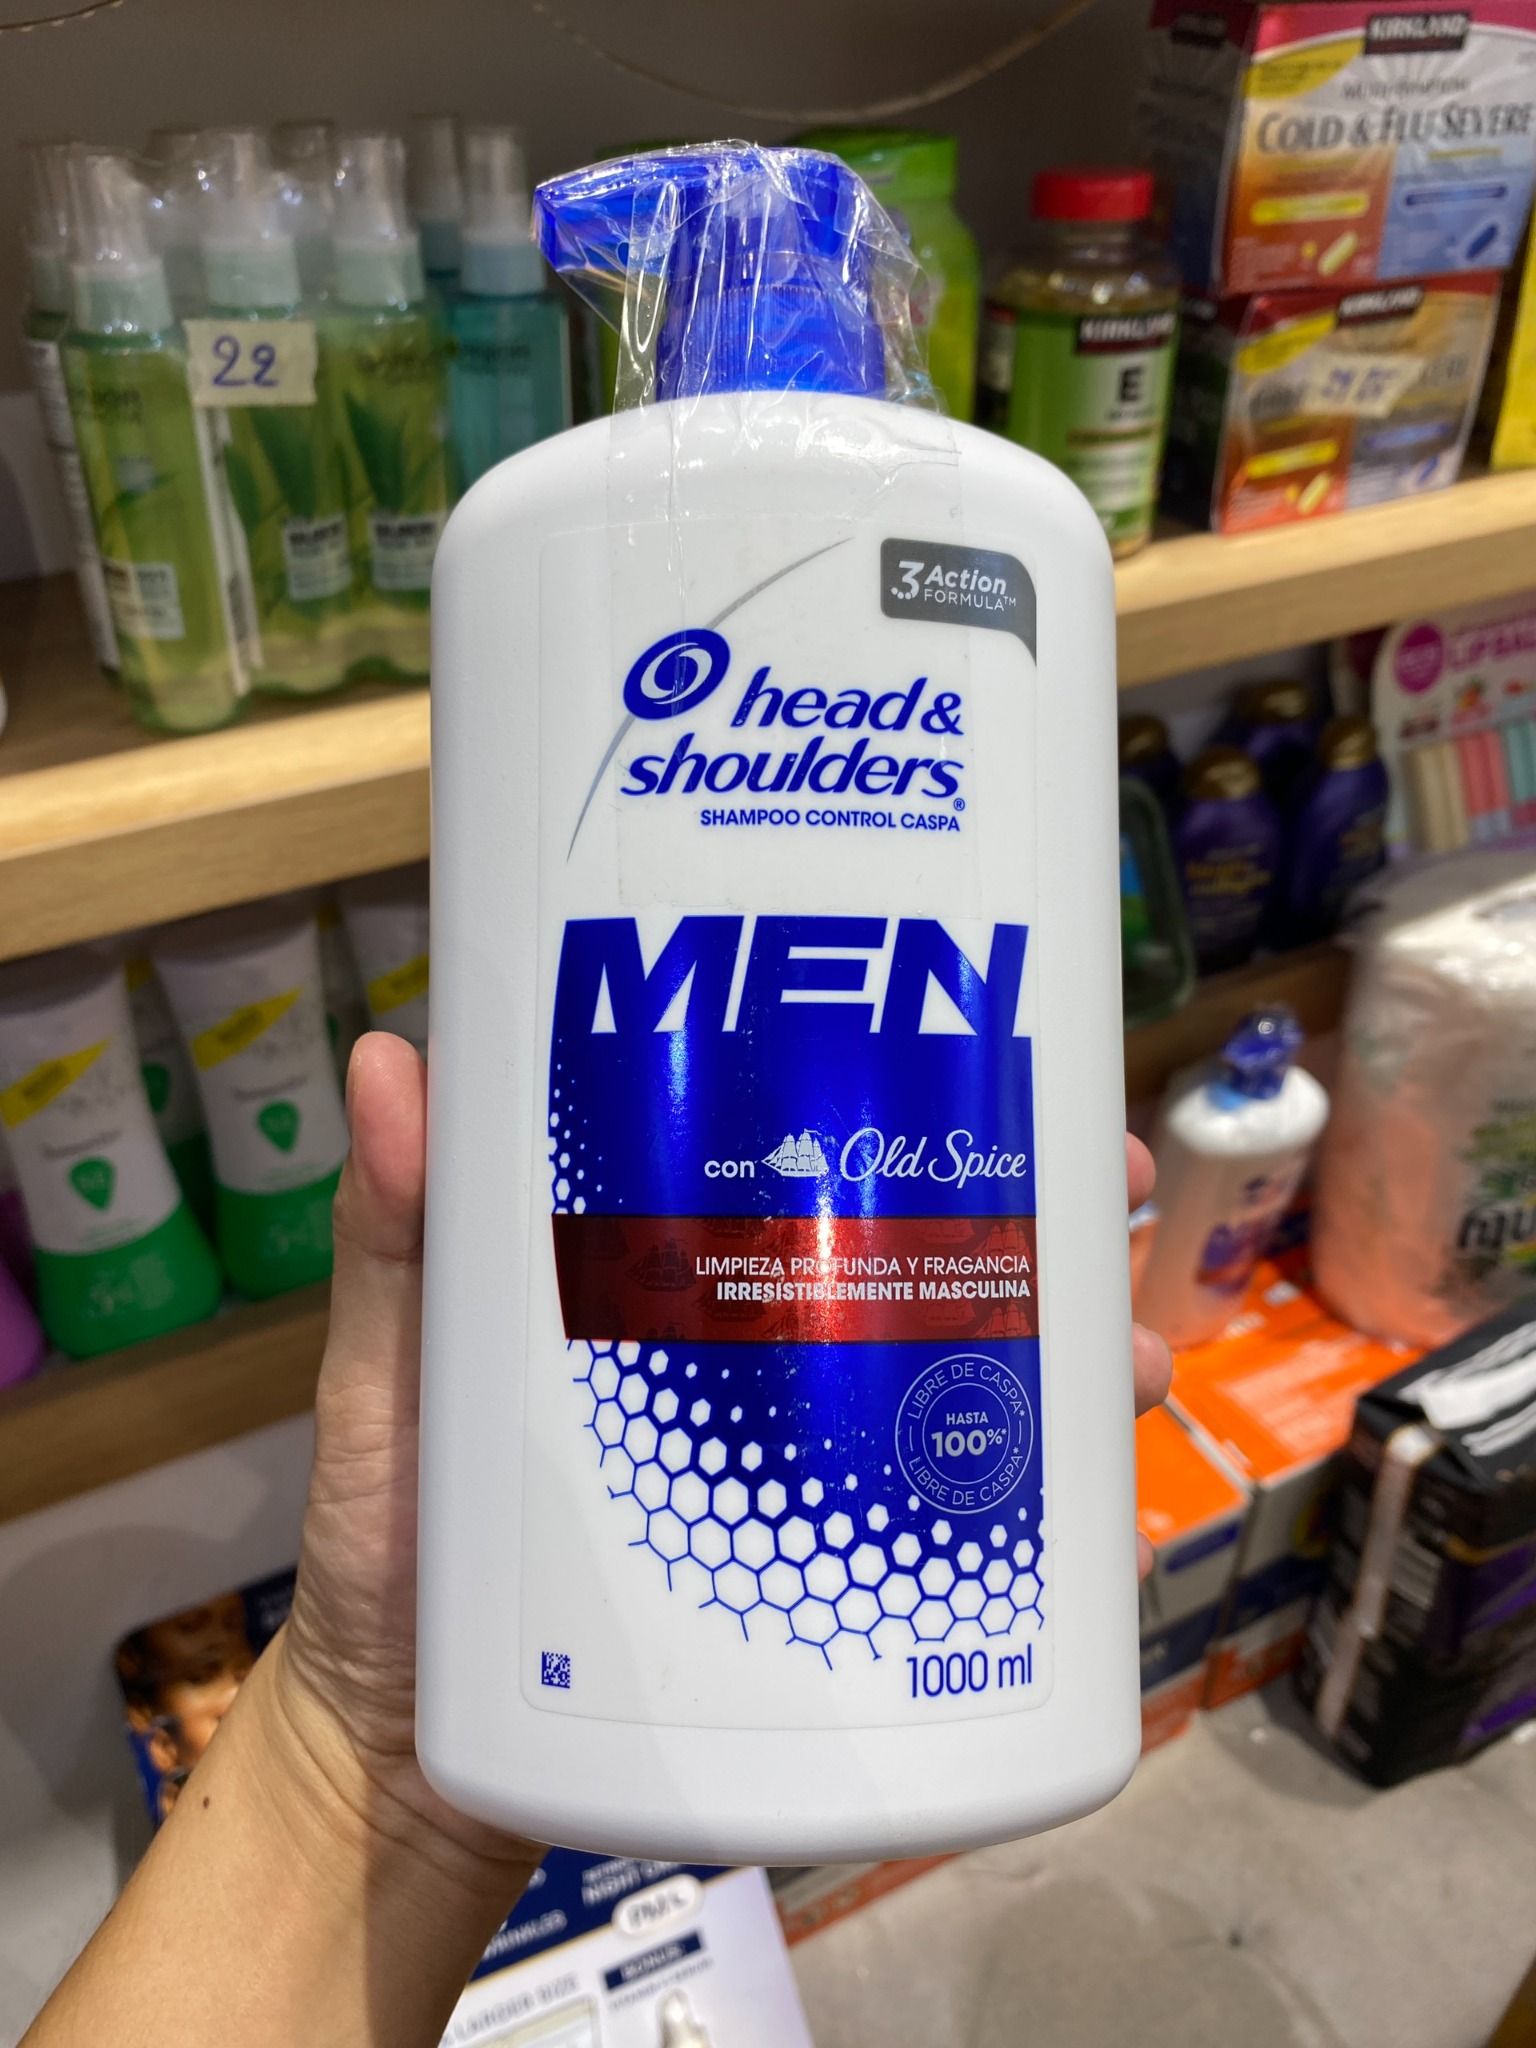 3 Action
FORMULA™
head &
shoulders®
SHAMPOO CONTROL CASPA
MEN
con Old Spice
LIMPIEZA PROFUNDA Y FRAGANCIA
IRRESISTIBLEMENTE MASCULINA
LIBRE DE CASPA*
HASTA
100%*
LIBRE DE CASPA*
1000 ml
22
KIRKLAND
COLD & FLU SEVERE
KIRKLAND
E
KIRKLAND